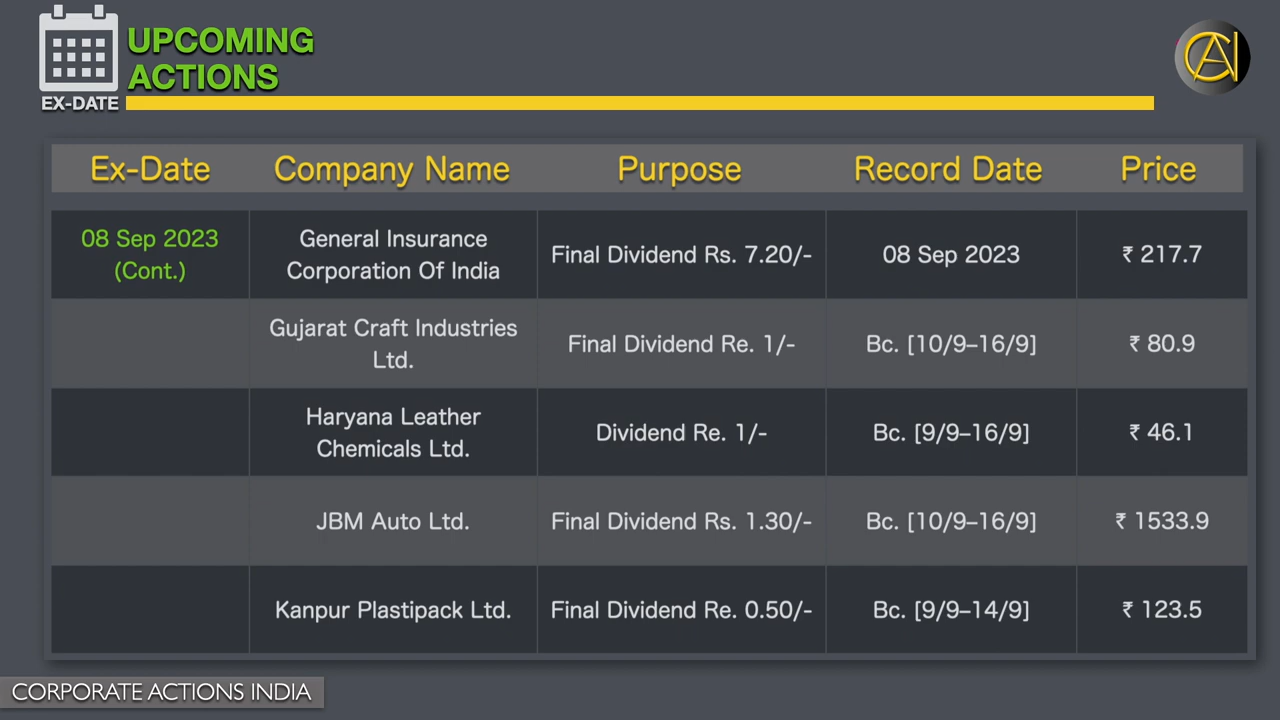 UPCOMING
ACTIONS
EX-DATE
CAI
Ex-Date Company Name Purpose Record Date Price
08 Sep 2023
(Cont.)
General Insurance
Corporation Of India
Final Dividend Rs. 7.20/-
08 Sep 2023
₹ 217.7
Gujarat Craft Industries
Ltd.
Final Dividend Re. 1/-
Bc. [10/9–16/9]
₹ 80.9
Haryana Leather
Chemicals Ltd.
Dividend Re. 1/-
Bc. [9/9–16/9]
₹ 46.1
JBM Auto Ltd.
Final Dividend Rs. 1.30/-
Bc. [10/9–16/9]
₹ 1533.9
Kanpur Plastipack Ltd.
Final Dividend Re. 0.50/-
Bc. [9/9–14/9]
₹ 123.5
CORPORATE ACTIONS INDIA